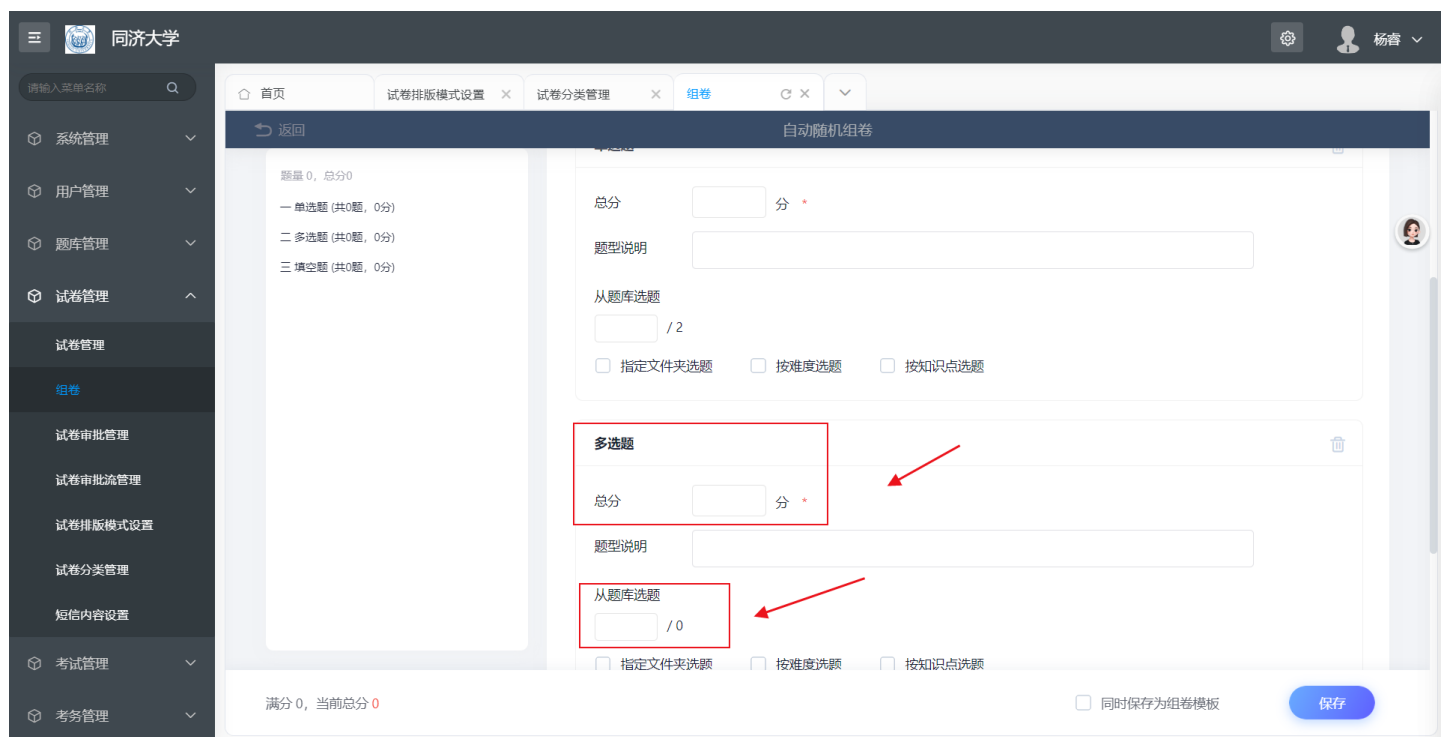 同济大学
杨睿
请输入菜单名称
系统管理
用户管理
题库管理
试卷管理
试卷管理
组卷
试卷审批管理
试卷审批流管理
试卷排版模式设置
试卷分类管理
短信内容设置
考试管理
考务管理
首页
试卷排版模式设置
试卷分类管理
组卷
返回
自动随机组卷
题量 0，总分0
一 单选题 (共0题，0分)
二 多选题 (共0题，0分)
三 填空题 (共0题，0分)
单选题
总分 分 *
题型说明
从题库选题
/ 2
指定文件夹选题 按难度选题 按知识点选题
多选题
总分 分 *
题型说明
从题库选题
/ 0
指定文件夹选题 按难度选题 按知识点选题
满分 0，当前总分 0
同时保存为组卷模板
保存